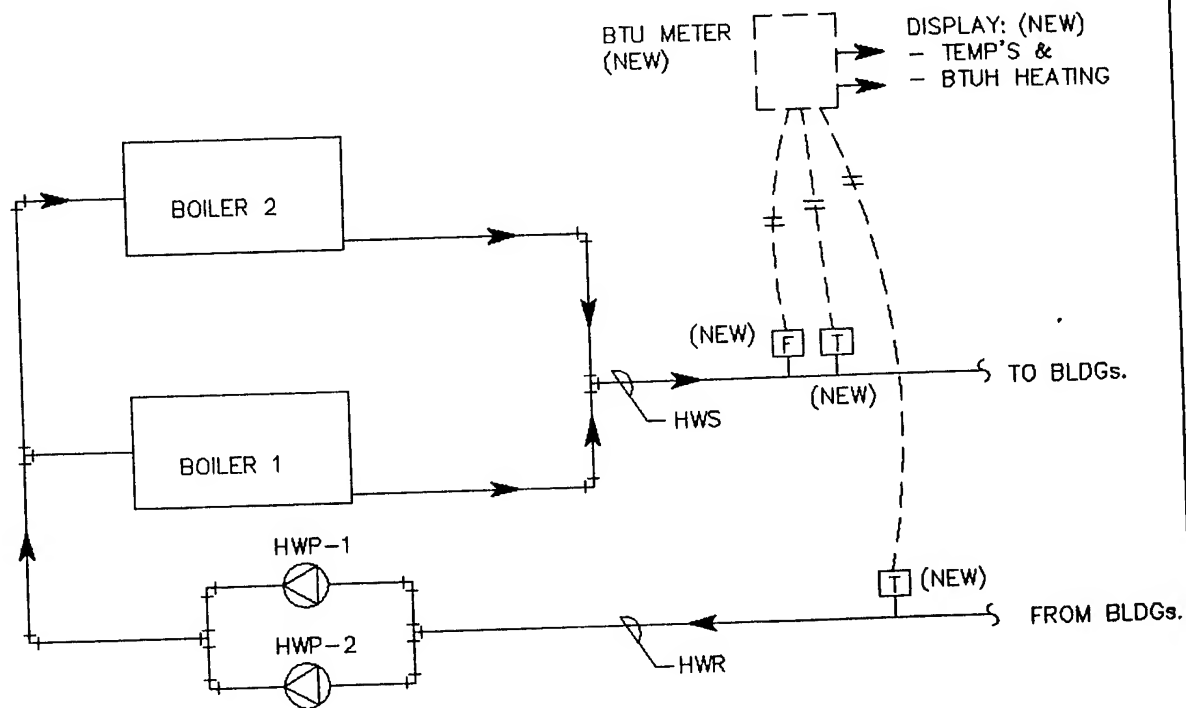 BTU METER
(NEW)
DISPLAY: (NEW)
- TEMP'S &
- BTUH HEATING
BOILER 2
(NEW)
F
T
(NEW)
TO BLDGs.
HWS
BOILER 1
HWP-1
HWP-2
T
(NEW)
FROM BLDGs.
HWR